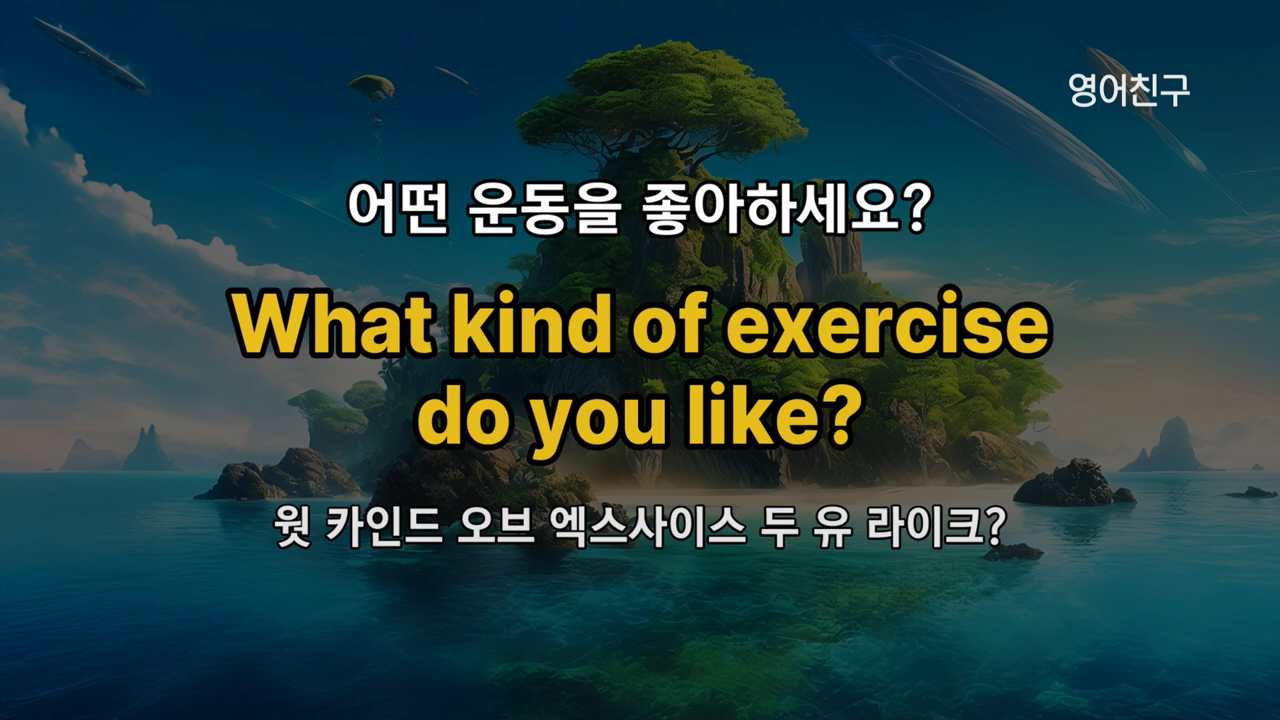 영어친구
어떤 운동을 좋아하세요?
What kind of exercise
do you like?
웟 카인드 오브 엑스사이스 두 유 라이크?